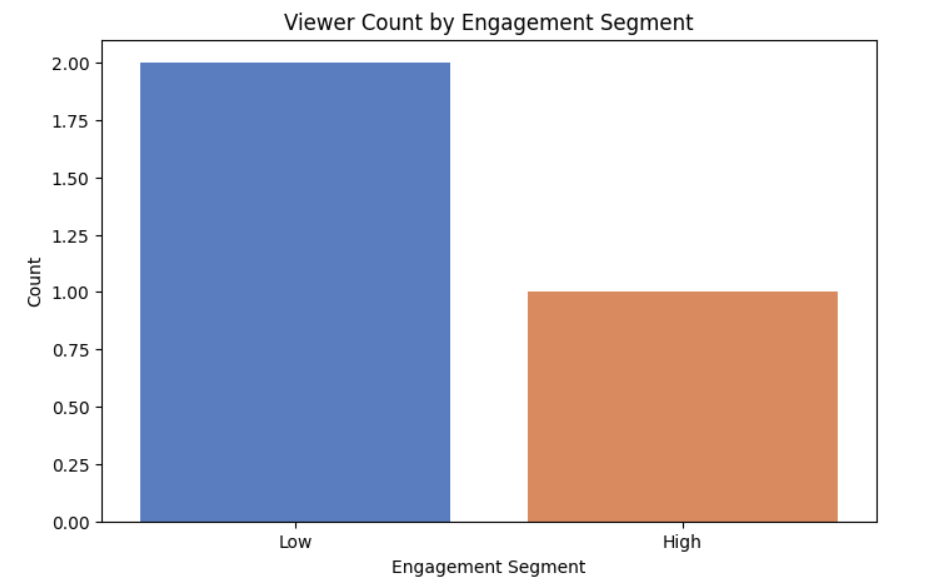 Viewer Count by Engagement Segment
2.00
1.75
1.50
1.25
1.00
0.75
0.50
0.25
0.00
Count
Low High
Engagement Segment